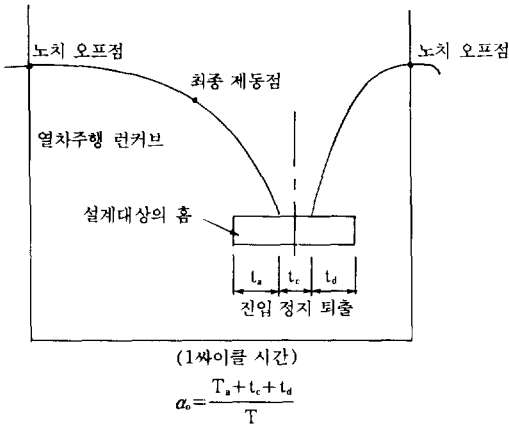 노치 오프점
노치 오프점
최종 제동점
열차주행 런커브
설계대상의 홈
tₐ t꜀ t_d
진입 정지 퇴출
(1싸이클 시간)
αₒ= Tₐ+t꜀+t_d / T